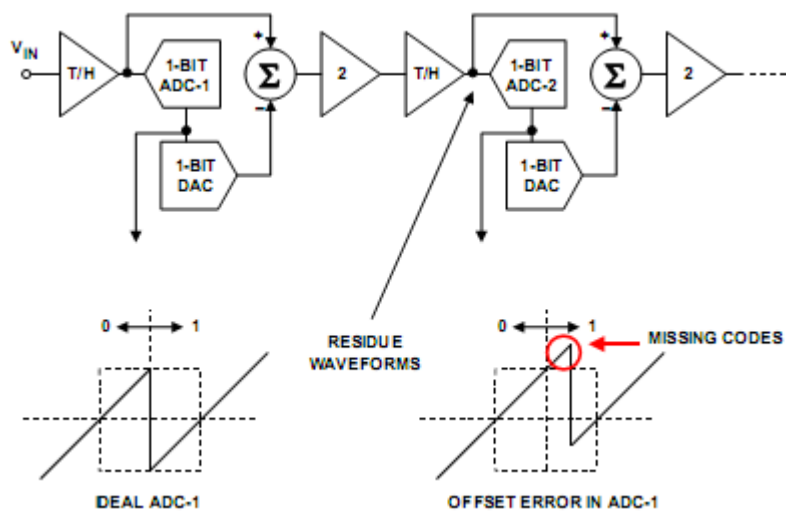 V_IN
T/H
1-BIT
ADC-1
+
Σ
−
2
T/H
1-BIT
ADC-2
+
Σ
−
2
1-BIT
DAC
1-BIT
DAC
0
1
RESIDUE
WAVEFORMS
0
1
MISSING CODES
IDEAL ADC-1
OFFSET ERROR IN ADC-1